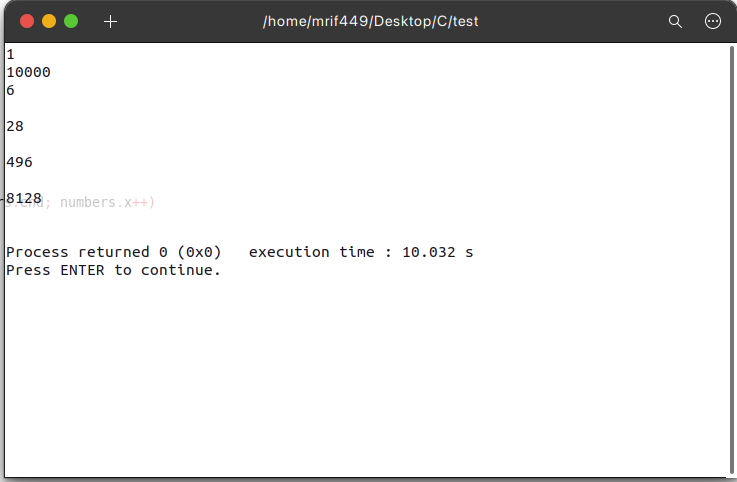 /home/mrif449/Desktop/C/test
1
10000
6
28
496
8128
; numbers.x++)
Process returned 0 (0x0)   execution time : 10.032 s
Press ENTER to continue.